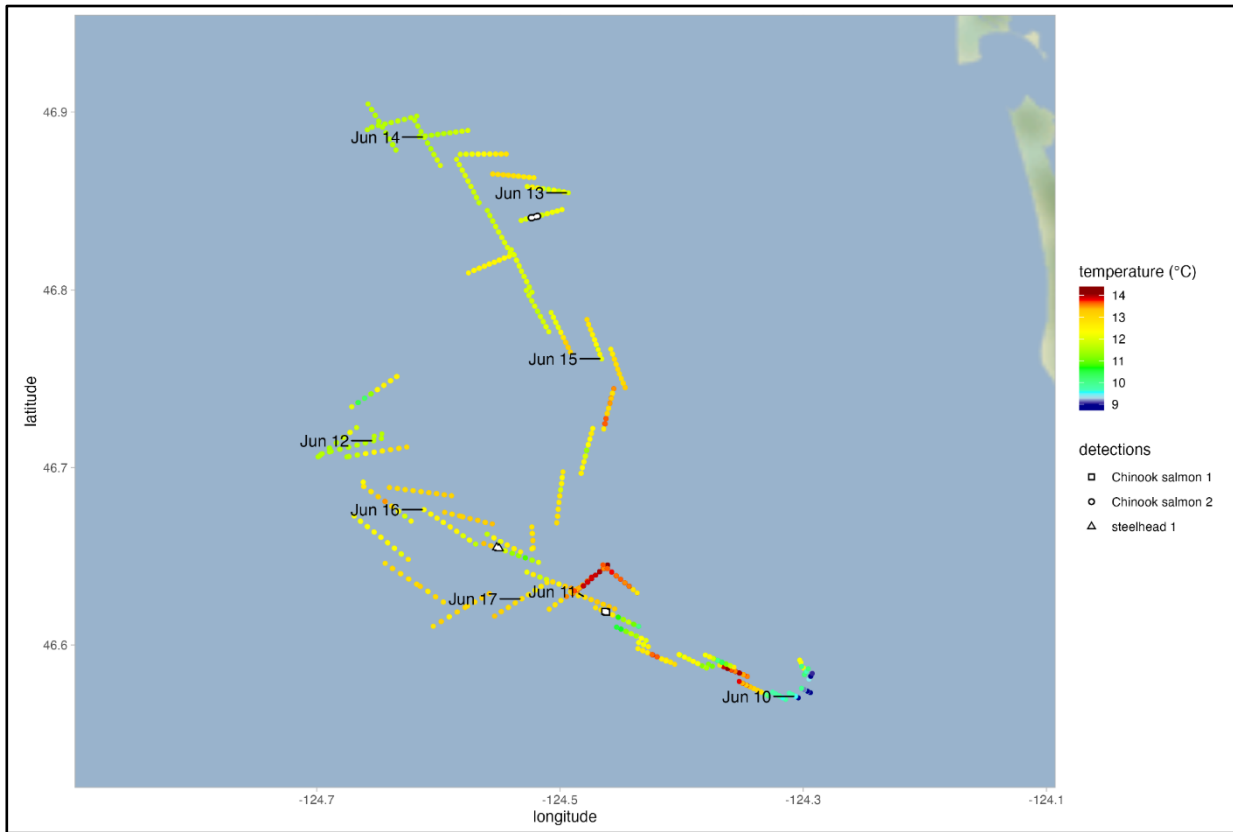 46.9
Jun 14
Jun 13
46.8
Jun 15
latitude
Jun 12
46.7
Jun 16
Jun 17
Jun 11
46.6
Jun 10
-124.7
-124.5
-124.3
-124.1
longitude
temperature (°C)
14
13
12
11
10
9
detections
Chinook salmon 1
Chinook salmon 2
steelhead 1